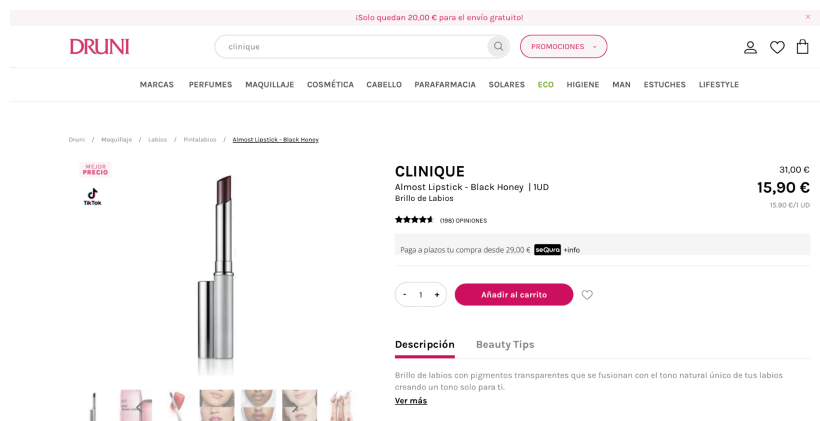 ¡Solo quedan 20,00 € para el envío gratuito!
×
DRUNI
clinique
PROMOCIONES
MARCAS PERFUMES MAQUILLAJE COSMÉTICA CABELLO PARAFARMACIA SOLARES ECO HIGIENE MAN ESTUCHES LIFESTYLE
Druni / Maquillaje / Labios / Pintalabios / Almost Lipstick - Black Honey
MEJOR
PRECIO
TikTok
CLINIQUE
31,00 €
Almost Lipstick - Black Honey | 1UD
15,90 €
Brillo de Labios
15.90 €/1 UD
(198) OPINIONES
Paga a plazos tu compra desde 29,00 € seQura +info
- 1 +
Añadir al carrito
Descripción Beauty Tips
Brillo de labios con pigmentos transparentes que se fusionan con el tono natural único de tus labios
creando un tono solo para ti.
Ver más